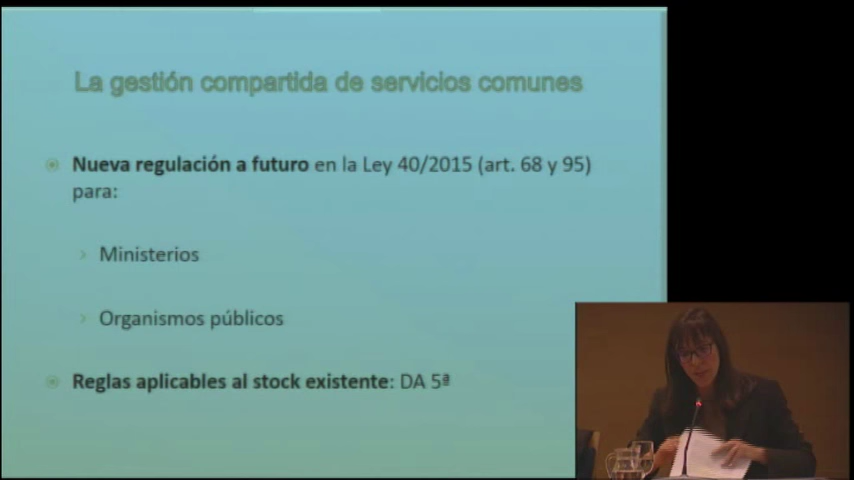 La gestión compartida de servicios comunes
Nueva regulación a futuro en la Ley 40/2015 (art. 68 y 95)
para:
Ministerios
Organismos públicos
Reglas aplicables al stock existente: DA 5ª